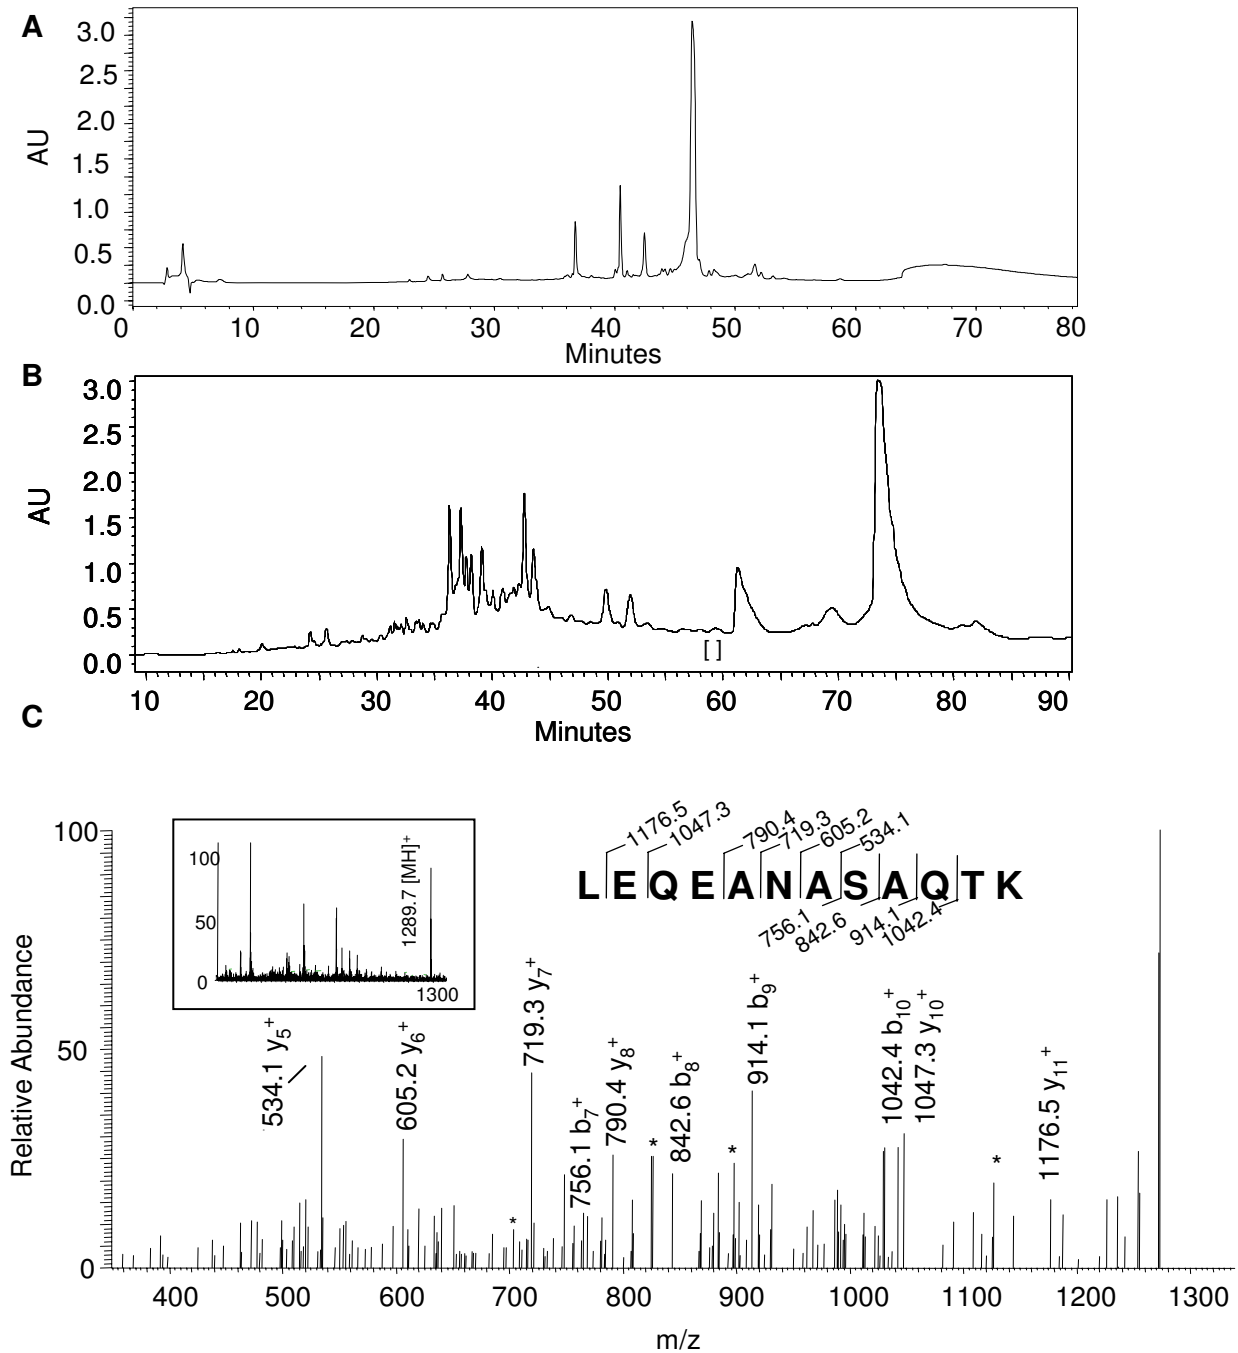 A
3.0
2.5
2.0
1.5
1.0
0.5
0.0
AU
0 10 20 30 40 50 60 70 80
Minutes
B
3.0
2.5
2.0
1.5
1.0
0.5
0.0
AU
[ ]
10 20 30 40 50 60 70 80 90
Minutes
C
100
50
0
Relative Abundance
100
50
0
1289.7 [MH]+
1300
1176.5
1047.3
790.4
719.3
605.2
534.1
LEQEANASAQTK
756.1
842.6
914.1
1042.4
534.1 y5+
605.2 y6+
*
719.3 y7+
756.1 b7+
790.4 y8+
*
842.6 b8+
*
914.1 b9+
1042.4 b10+
1047.3 y10+
*
1176.5 y11+
400 500 600 700 800 900 1000 1100 1200 1300
m/z